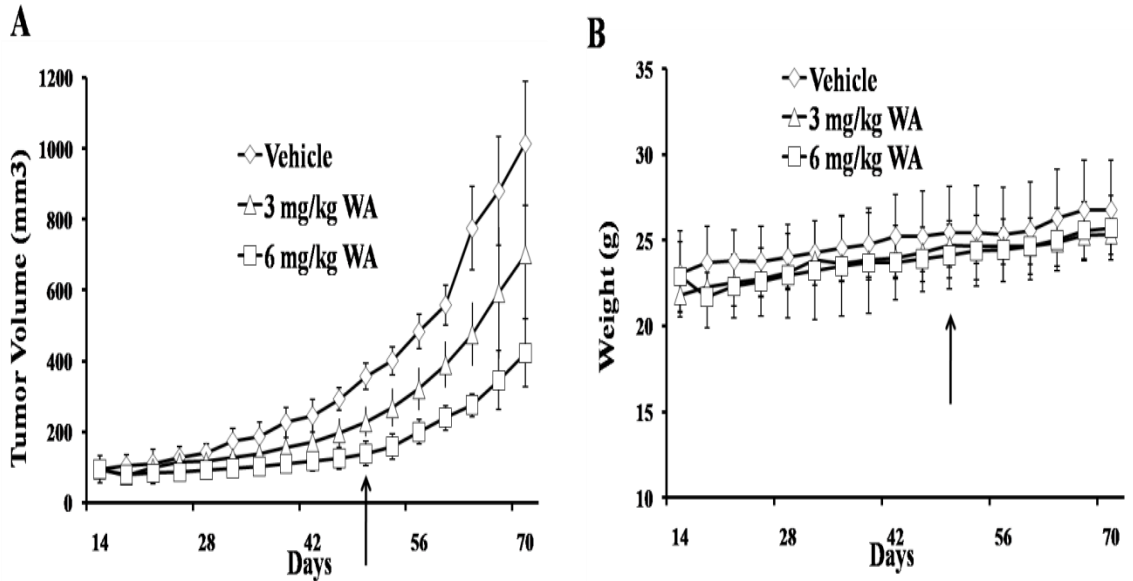 A
Tumor Volume (mm3)
1200
1000
800
600
400
200
0
Vehicle
3 mg/kg WA
6 mg/kg WA
14 28 42 56 70
Days
B
Weight (g)
35
30
25
20
15
10
Vehicle
3 mg/kg WA
6 mg/kg WA
14 28 42 56 70
Days